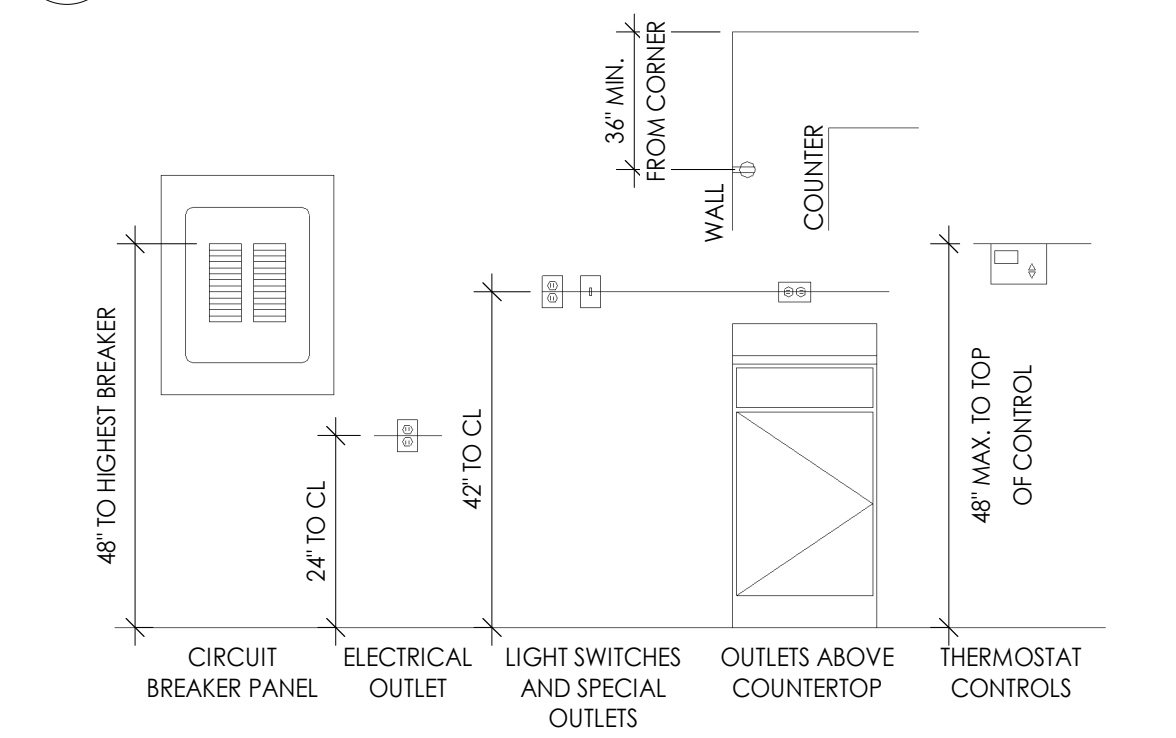 36" MIN.
FROM CORNER
WALL
COUNTER
48" TO HIGHEST BREAKER
24" TO CL
42" TO CL
48" MAX. TO TOP
OF CONTROL
CIRCUIT
BREAKER PANEL
ELECTRICAL
OUTLET
LIGHT SWITCHES
AND SPECIAL
OUTLETS
OUTLETS ABOVE
COUNTERTOP
THERMOSTAT
CONTROLS